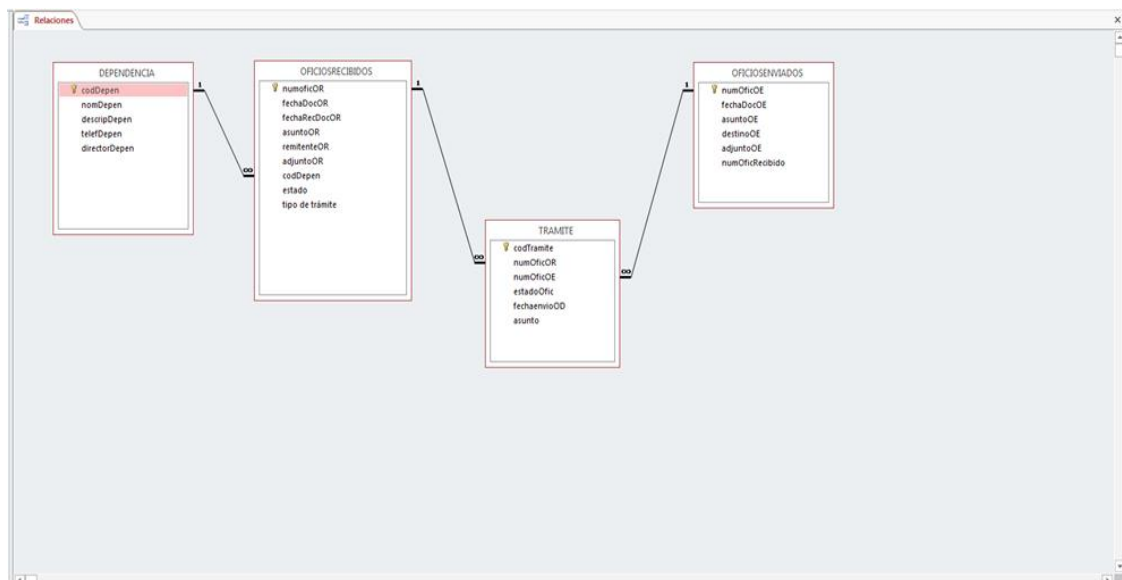 Relaciones
DEPENDENCIA
codDepen
nomDepen
descripDepen
telefDepen
directorDepen
1
∞
OFICIOSRECIBIDOS
numoficOR
fechaDocOR
fechaRecDocOR
asuntoOR
remitenteOR
adjuntoOR
codDepen
estado
tipo de trámite
1
∞
TRAMITE
codTramite
numOficOR
numOficOE
estadoOfic
fechaenvioOD
asunto
∞
1
OFICIOSENVIADOS
numOficOE
fechaDocOE
asuntoOE
destinoOE
adjuntoOE
numOficRecibido